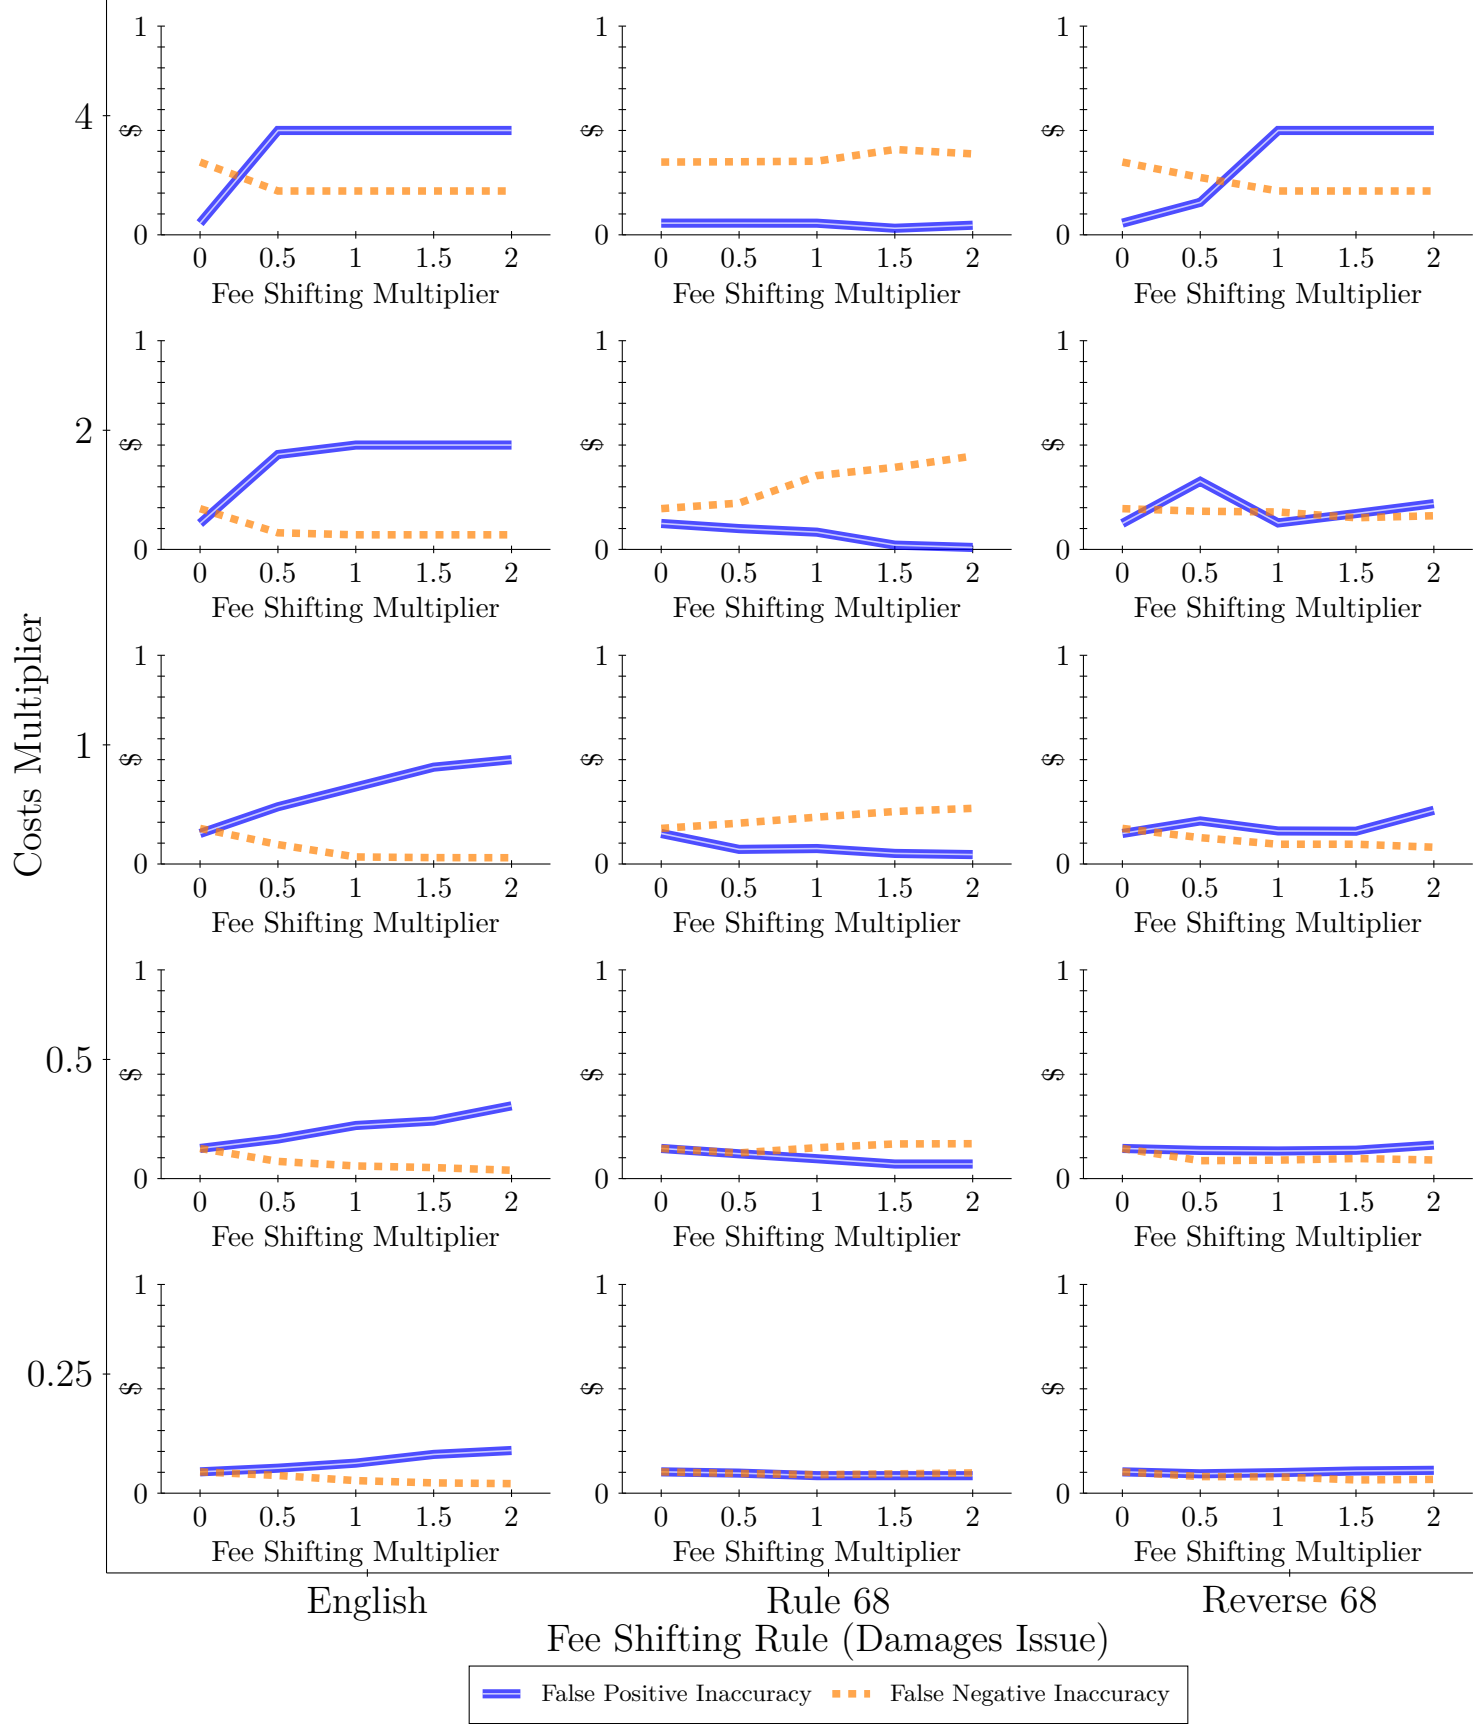 Costs Multiplier
4
1
$
0
0 0.5 1 1.5 2
Fee Shifting Multiplier
1
$
0
0 0.5 1 1.5 2
Fee Shifting Multiplier
1
$
0
0 0.5 1 1.5 2
Fee Shifting Multiplier
2
1
$
0
0 0.5 1 1.5 2
Fee Shifting Multiplier
1
$
0
0 0.5 1 1.5 2
Fee Shifting Multiplier
1
$
0
0 0.5 1 1.5 2
Fee Shifting Multiplier
1
1
$
0
0 0.5 1 1.5 2
Fee Shifting Multiplier
1
$
0
0 0.5 1 1.5 2
Fee Shifting Multiplier
1
$
0
0 0.5 1 1.5 2
Fee Shifting Multiplier
0.5
1
$
0
0 0.5 1 1.5 2
Fee Shifting Multiplier
1
$
0
0 0.5 1 1.5 2
Fee Shifting Multiplier
1
$
0
0 0.5 1 1.5 2
Fee Shifting Multiplier
0.25
1
$
0
0 0.5 1 1.5 2
Fee Shifting Multiplier
1
$
0
0 0.5 1 1.5 2
Fee Shifting Multiplier
1
$
0
0 0.5 1 1.5 2
Fee Shifting Multiplier
English Rule 68 Reverse 68
Fee Shifting Rule (Damages Issue)
False Positive Inaccuracy False Negative Inaccuracy